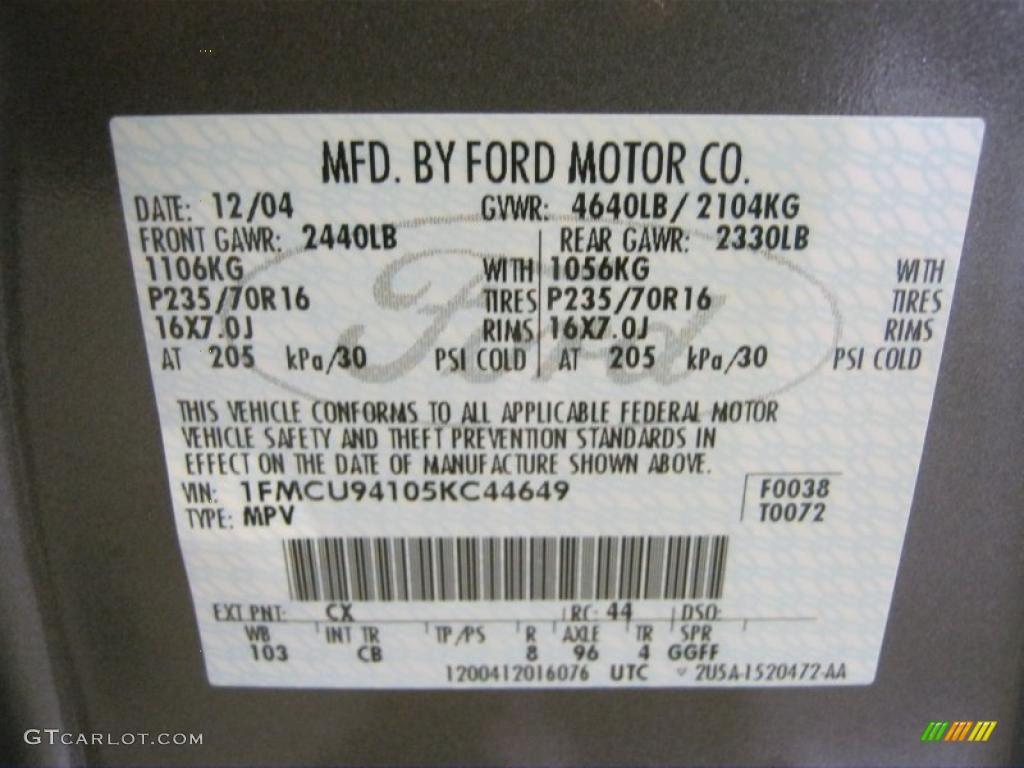 MFD. BY FORD MOTOR CO.
DATE: 12/04 GVWR: 4640LB/ 2104KG
FRONT GAWR: 2440LB REAR GAWR: 2330LB
1106KG WITH 1056KG WITH
P235/70R16 TIRES P235/70R16 TIRES
16X7.0J RIMS 16X7.0J RIMS
AT 205 kPa/30 PSI COLD AT 205 kPa/30 PSI COLD
Ford
THIS VEHICLE CONFORMS TO ALL APPLICABLE FEDERAL MOTOR
VEHICLE SAFETY AND THEFT PREVENTION STANDARDS IN
EFFECT ON THE DATE OF MANUFACTURE SHOWN ABOVE.
VIN: 1FMCU94105KC44649 F0038
TYPE: MPV T0072
EXT PNT: CX RC: 44 DSO:
WB INT TR TP/PS R AXLE TR SPR
103 CB 8 96 4 GGFF
1200412016076 UTC 2U5A-1520472-AA
GTCARLOT.COM